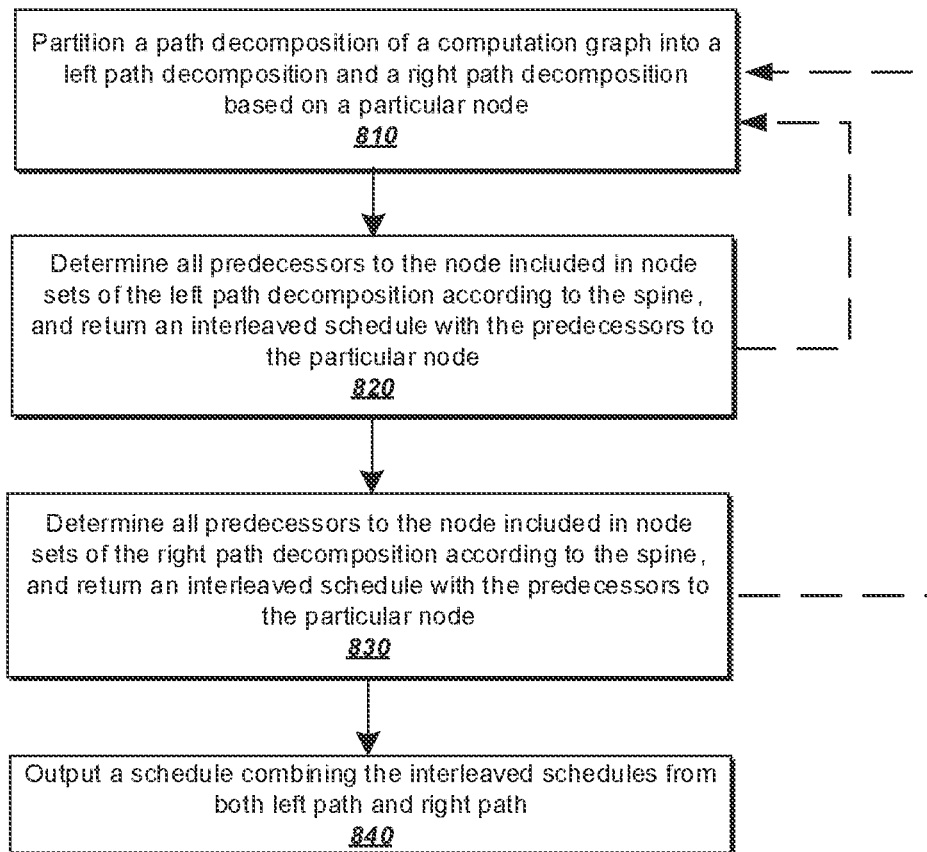 Partition a path decomposition of a computation graph into a
left path decomposition and a right path decomposition
based on a particular node
810
Determine all predecessors to the node included in node
sets of the left path decomposition according to the spine,
and return an interleaved schedule with the predecessors to
the particular node
820
Determine all predecessors to the node included in node
sets of the right path decomposition according to the spine,
and return an interleaved schedule with the predecessors to
the particular node
830
Output a schedule combining the interleaved schedules from
both left path and right path
840